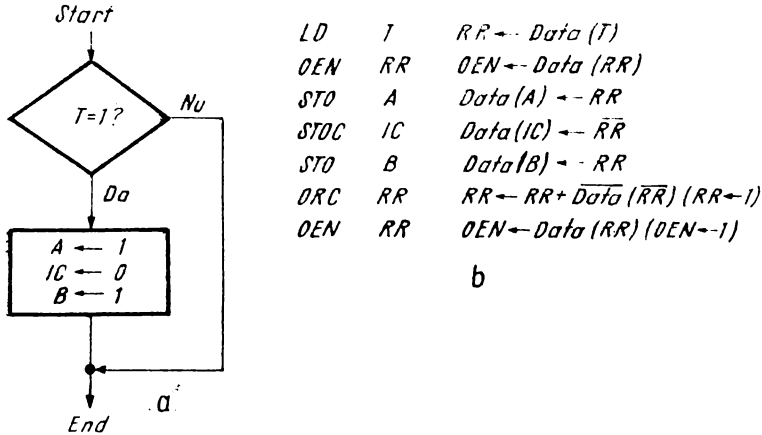 Start
T=1?
Nu
Da
A ← 1
IC ← 0
B ← 1
End
a
LD T RR ← Data (T)
OEN RR OEN ← Data (RR)
STO A Data (A) ← RR
STOC IC Data (IC) ← R̅R̅
STO B Data (B) ← RR
ORC RR RR ← RR + D̅a̅t̅a̅ (R̅R̅) (RR ← 1)
OEN RR OEN ← Data (RR) (OEN ← 1)
b